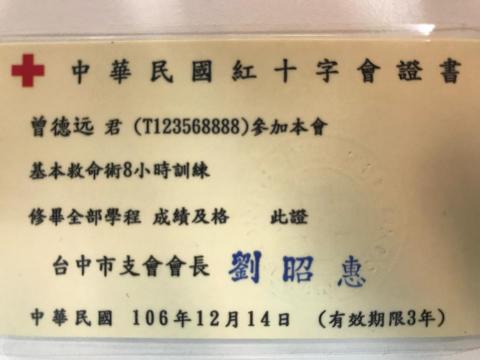 中華民國紅十字會證書
曾德远 君 (T123568888)參加本會
基本救命術8小時訓練
修畢全部學程 成績及格 此證
台中市支會會長 劉昭惠
中華民國 106年12月14日 (有效期限3年)